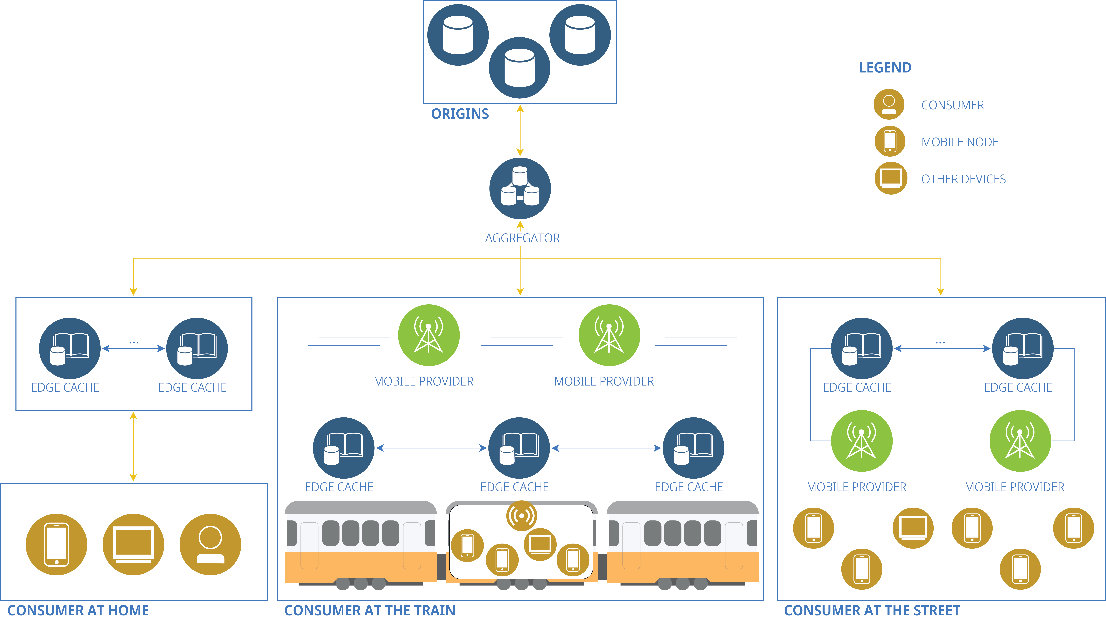 ORIGINS
LEGEND
CONSUMER
MOBILE NODE
OTHER DEVICES
AGGREGATOR
...
EDGE CACHE
EDGE CACHE
MOBILE PROVIDER
MOBILE PROVIDER
...
EDGE CACHE
EDGE CACHE
EDGE CACHE
EDGE CACHE
EDGE CACHE
MOBILE PROVIDER
MOBILE PROVIDER
CONSUMER AT HOME
CONSUMER AT THE TRAIN
CONSUMER AT THE STREET